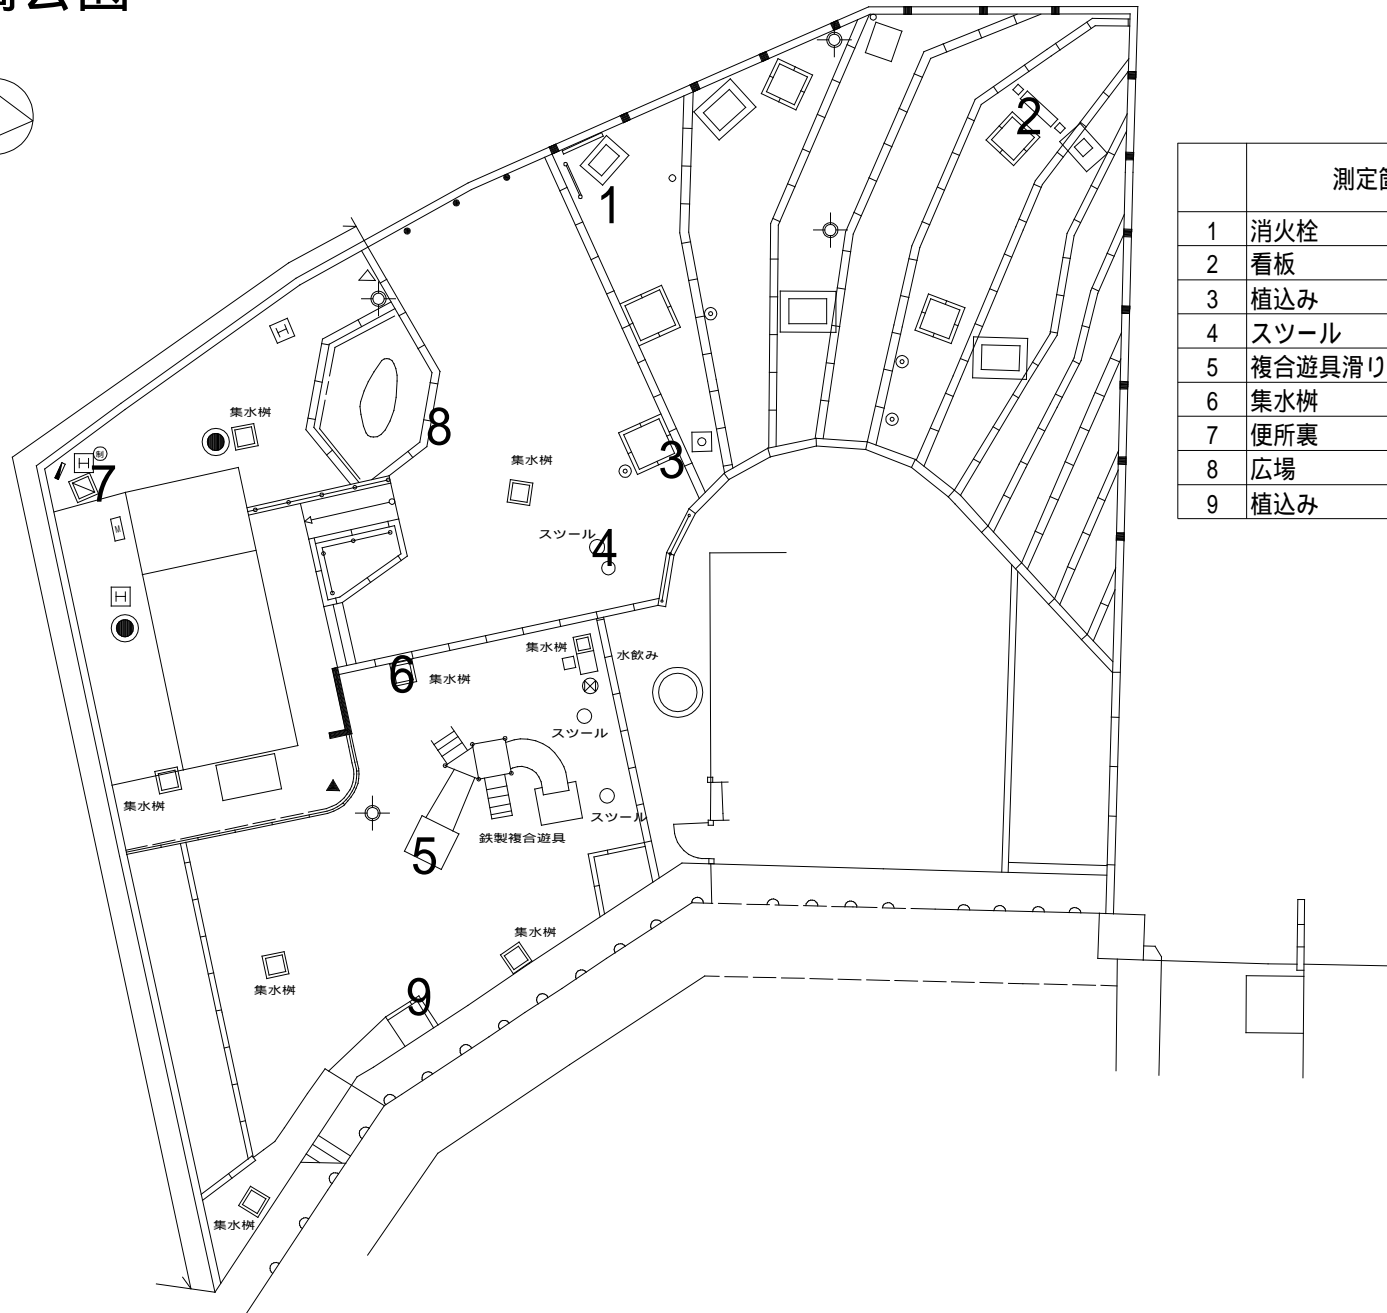 公園
測定箇
1 消火栓
2 看板
3 植込み
4 スツール
5 複合遊具滑り
6 集水桝
7 便所裏
8 広場
9 植込み
2
1
8
集水桝
3
集水桝
制
7
M
スツール
4
集水桝
水飲み
6
集水桝
スツール
集水桝
スツール
鉄製複合遊具
5
集水桝
集水桝
9
集水桝